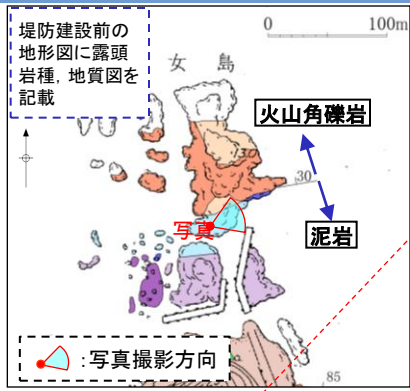 堤防建設前の
地形図に露頭
岩種，地質図を
記載
0 100m
女島
火山角礫岩
30
写真
泥岩
：写真撮影方向
85